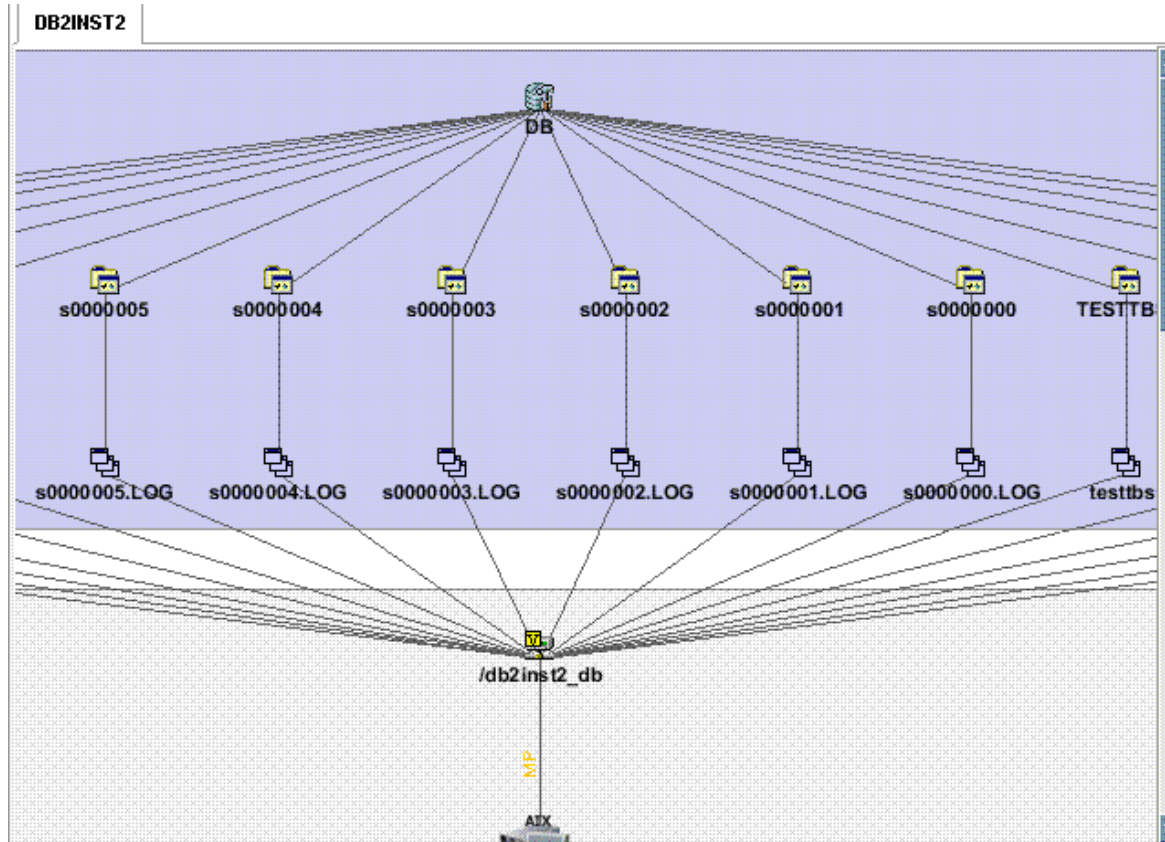 DB2INST2
DB
s0000005 s0000004 s0000003 s0000002 s0000001 s0000000 TESTTB
s0000005.LOG s0000004.LOG s0000003.LOG s0000002.LOG s0000001.LOG s0000000.LOG testtbs
/db2inst2_db
MP
AIX